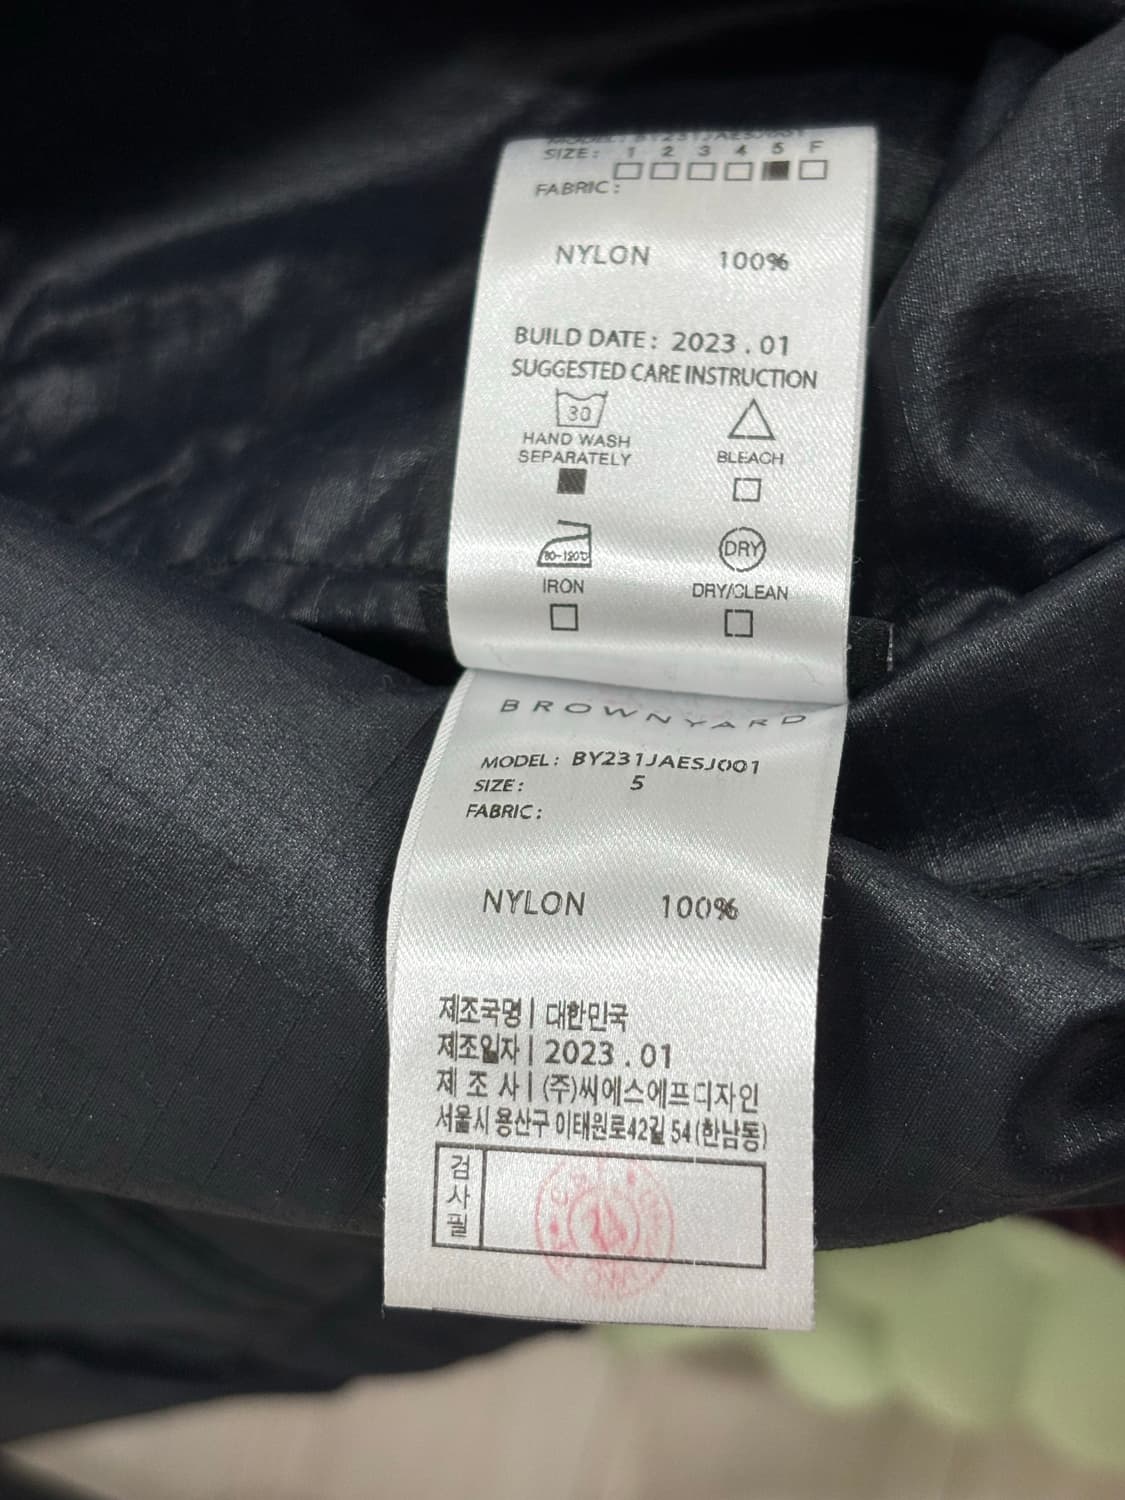 MODEL: BY231JAESJ001
SIZE: 1 2 3 4 5 F
FABRIC:
NYLON 100%
BUILD DATE: 2023.01
SUGGESTED CARE INSTRUCTION
30
HAND WASH
SEPARATELY
BLEACH
80-120℃
DRY
IRON
DRY/CLEAN
BROWNYARD
MODEL: BY231JAESJ001
SIZE: 5
FABRIC:
NYLON 100%
제조국명 | 대한민국
제조일자 | 2023.01
제 조 사 | (주)씨에스에프디자인
서울시 용산구 이태원로42길 54(한남동)
검사필